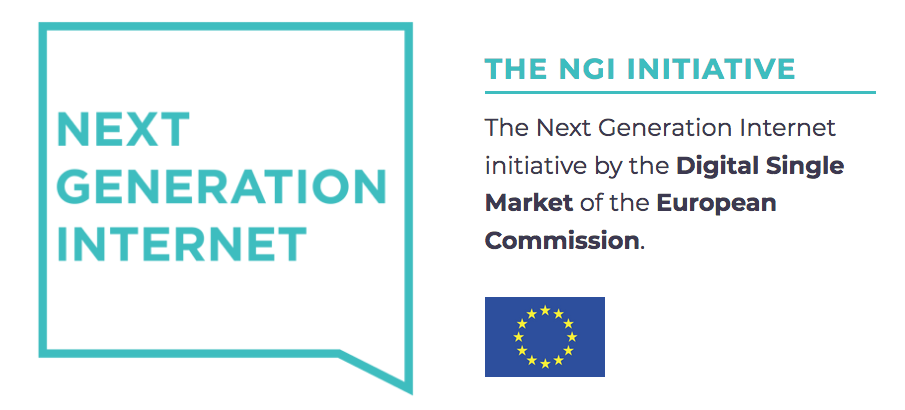 NEXT
GENERATION
INTERNET
THE NGI INITIATIVE
The Next Generation Internet
initiative by the Digital Single
Market of the European
Commission.